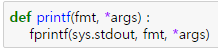 def printf(fmt, *args) :
    fprintf(sys.stdout, fmt, *args)